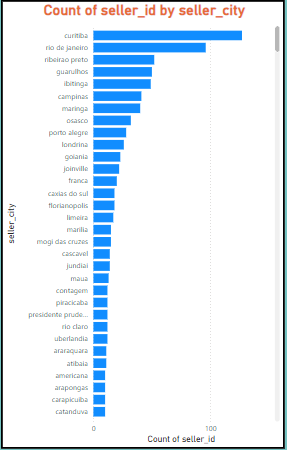 Count of seller_id by seller_city
curitiba
rio de janeiro
ribeirao preto
guarulhos
ibitinga
campinas
maringa
osasco
porto alegre
londrina
goiania
joinville
franca
caxias do sul
florianopolis
limeira
marilia
mogi das cruzes
cascavel
jundiai
maua
contagem
piracicaba
presidente prude...
rio claro
uberlandia
araraquara
atibaia
americana
arapongas
carapicuiba
catanduva
seller_city
0 100
Count of seller_id